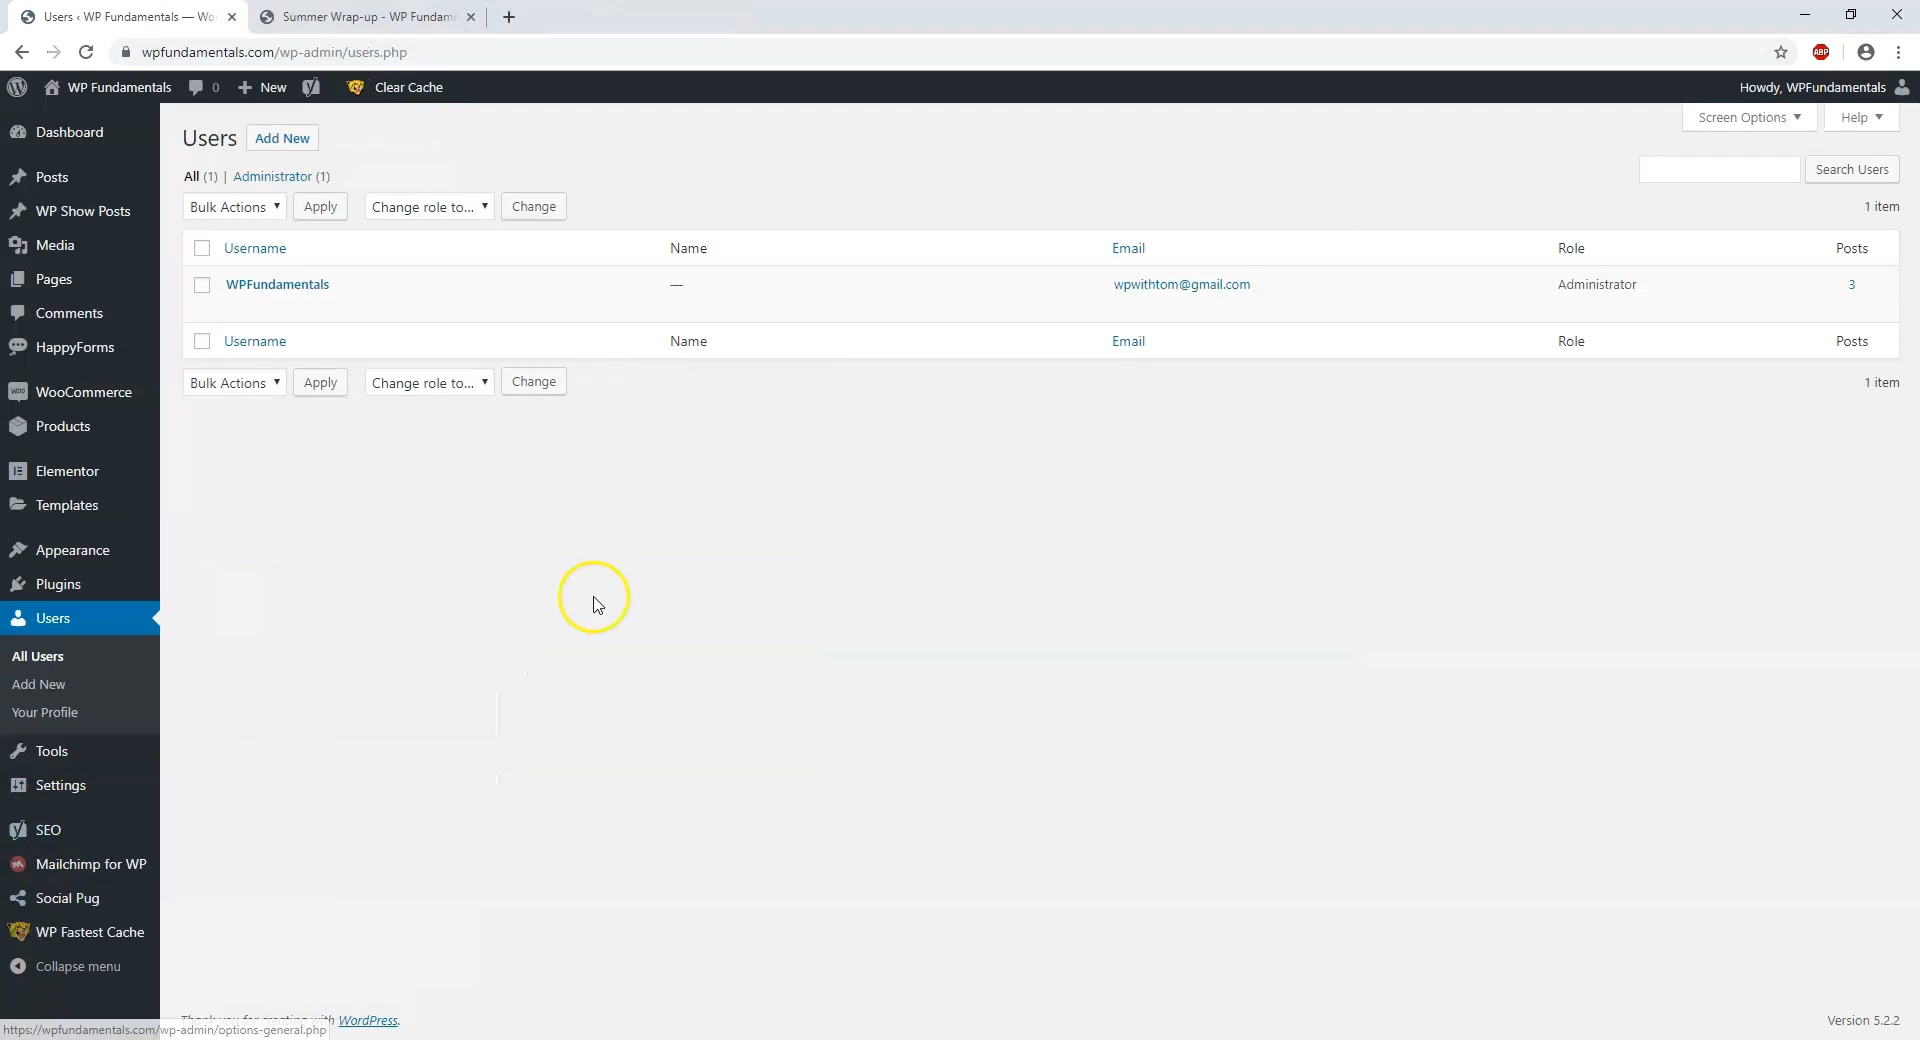 Users ‹ WP Fundamentals — Wo
Summer Wrap-up - WP Fundame
wpfundamentals.com/wp-admin/users.php
ABP
WP Fundamentals 0 New Clear Cache Howdy, WPFundamentals
Screen Options ▼ Help ▼
Users Add New
All (1) | Administrator (1)
Search Users
Bulk Actions Apply Change role to... Change 1 item
Username Name Email Role Posts
WPFundamentals — wpwithtom@gmail.com Administrator 3
Username Name Email Role Posts
Bulk Actions Apply Change role to... Change 1 item
Dashboard
Posts
WP Show Posts
Media
Pages
Comments
HappyForms
WooCommerce
Products
Elementor
Templates
Appearance
Plugins
Users
All Users
Add New
Your Profile
Tools
Settings
SEO
Mailchimp for WP
Social Pug
WP Fastest Cache
Collapse menu
Thank you for creating with WordPress.
Version 5.2.2
https://wpfundamentals.com/wp-admin/options-general.php